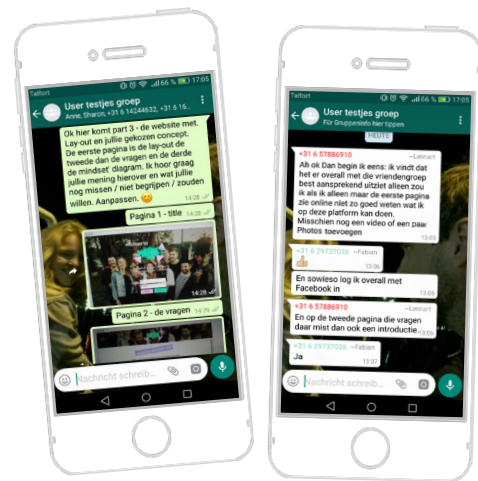 Telfort
66 % 17:05
User testjes groep
Anne, Sharon, +31 6 14244632, +31 6 16...
Ok hier komt part 3 - de website met.
Lay-out en jullie gekozen concept.
De eerste pagina is de lay-out de
tweede dan de vragen en de derde
de mindset' diagram. Ik hoor graag
jullie mening hierover en wat jullie
nog missen / niet begrijpen / zouden
willen. Aanpassen. 😊
14:28
Pagina 1 - title 14:28
14:28
Pagina 2 - de vragen 14:29
Nachricht schreib...
Telfort
66 % 17:05
User testjes groep
Für Gruppeninfo hier tippen
HEUTE
+31 6 57886910 ~Lennart
Ah ok Dan begin ik eens: ik vindt dat
het er overall met die vriendengroep
best aansprekend uitziet alleen zou
ik als ik alleen maar de eerste pagina
zie online niet zo goed weten wat ik
op deze platform kan doen.
Misschien nog een video of een paar
Photos toevoegen
13:05
+31 6 29737036 ~Fabian
👍
13:06
En sowieso log ik overall met
Facebook in
13:06
+31 6 57886910 ~Lennart
En op de tweede pagina die vragen
daar mist dan ook een introductie.
13:06
+31 6 29737036 ~Fabian
Ja
13:07
Nachricht schreib...